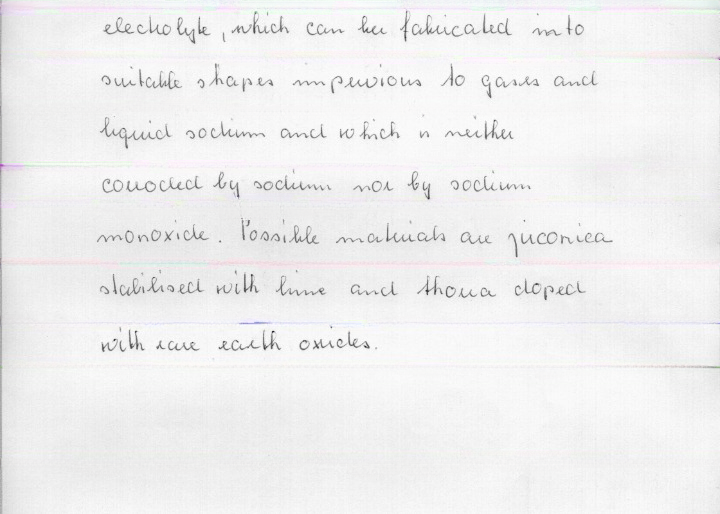 electrolyte, which can be fabricated into
suitable shapes impervious to gases and
liquid sodium and which is neither
corroded by sodium nor by sodium
monoxide. Possible materials are zirconica
stabilised with lime and thoria doped
with rare earth oxides.